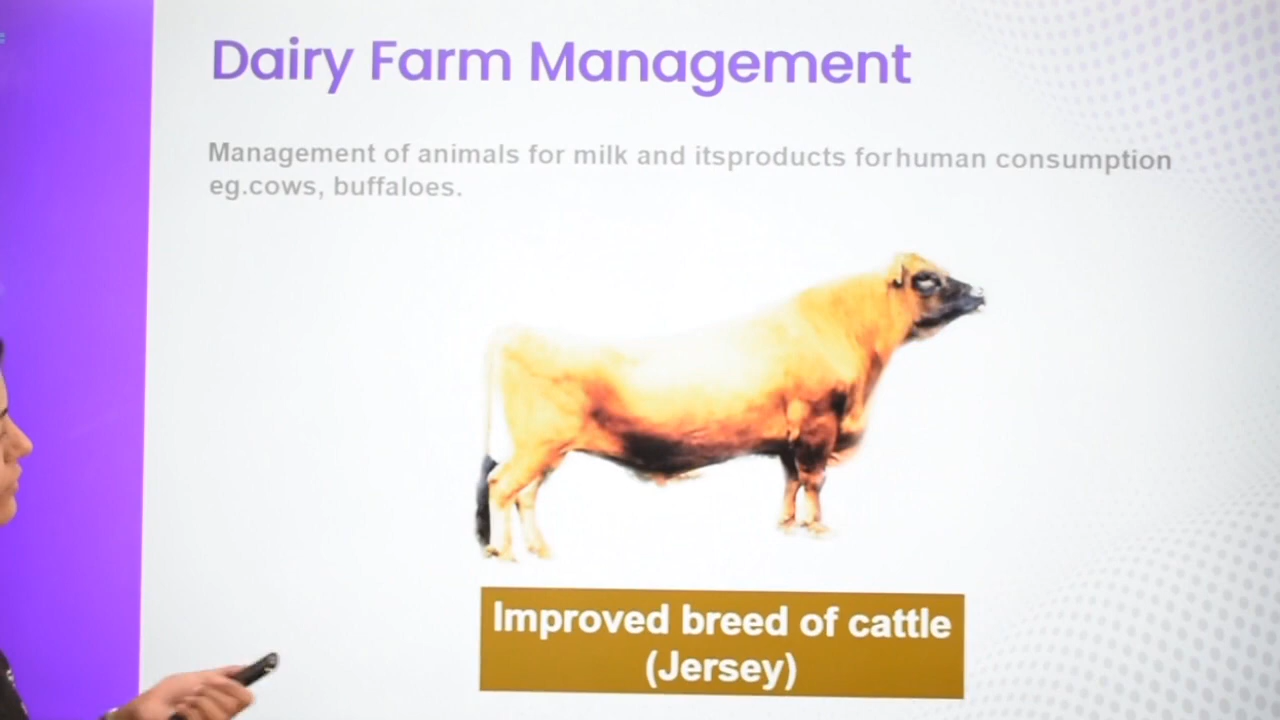 Dairy Farm Management
Management of animals for milk and itsproducts forhuman consumption
eg.cows, buffaloes.
Improved breed of cattle
(Jersey)